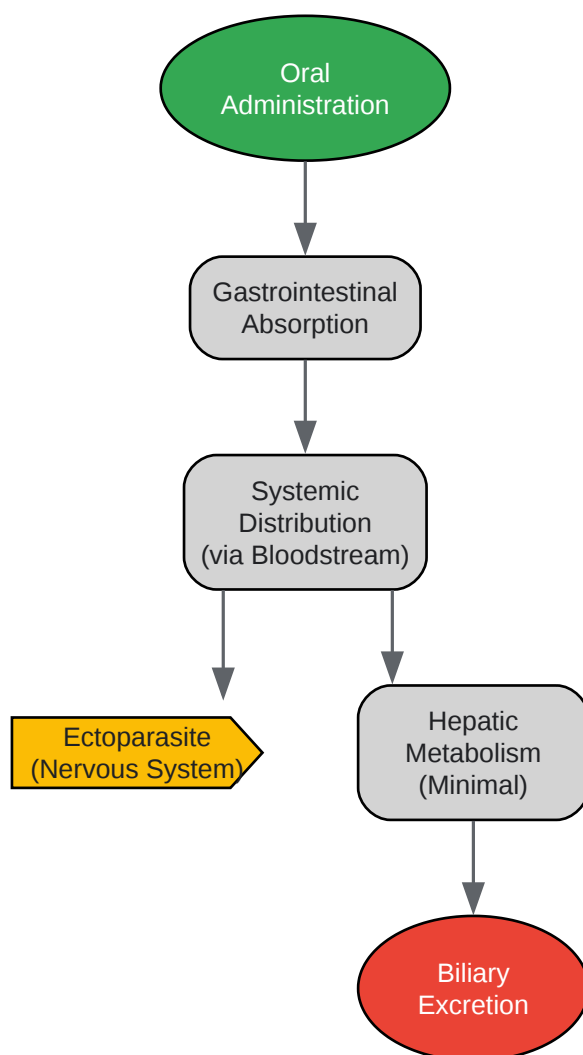 Oral
Administration
Gastrointestinal
Absorption
Systemic
Distribution
(via Bloodstream)
Ectoparasite
(Nervous System)
Hepatic
Metabolism
(Minimal)
Biliary
Excretion